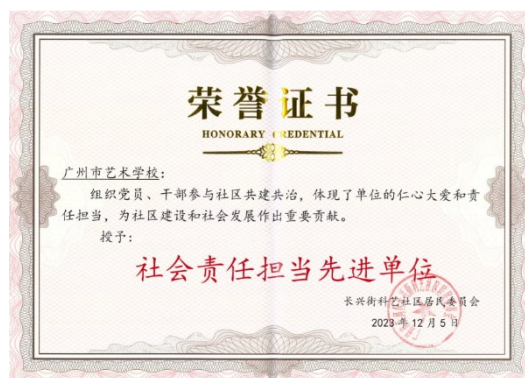 荣誉证书
HONORARY CREDENTIAL
广州市艺术学校：
组织党员、干部参与社区共建共治，体现了单位的仁心大爱和责
任担当，为社区建设和社会发展作出重要贡献。
授予：
社会责任担当先进单位
长兴街科艺社区居民委员会
2023年12月5日